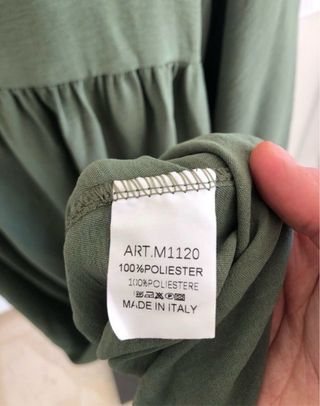 ART.M1120
100%POLIESTER
100%POLIESTERE
MADE IN ITALY